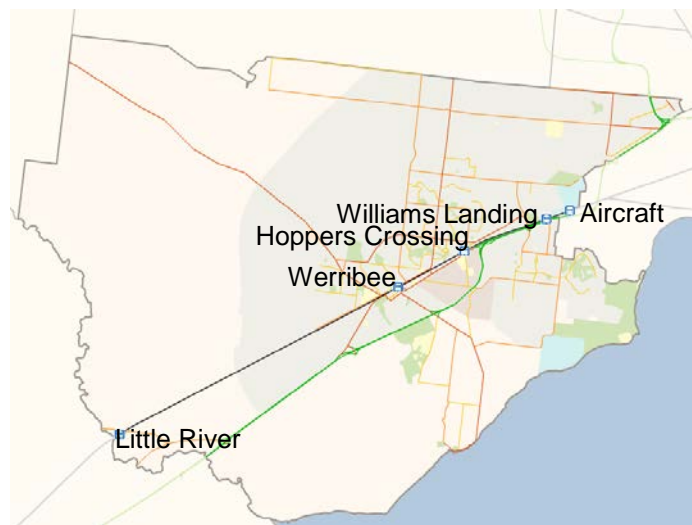 Williams Landing
Aircraft
Hoppers Crossing
Werribee
Little River